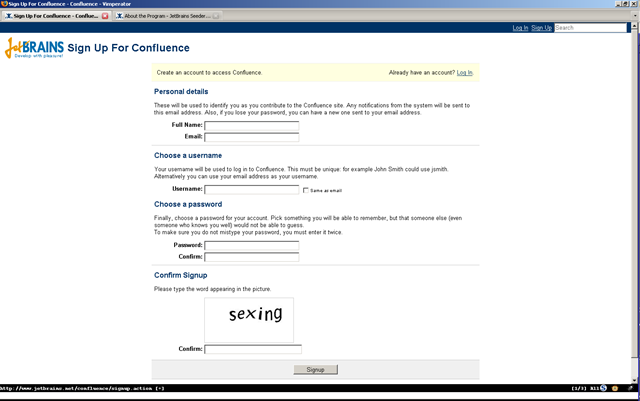 Sign Up For Confluence - Confluence - Vimperator
Sign Up For Confluence - Conflue...
About the Program - JetBrains Seeder...
Log In Sign Up Search
JetBRAINS
Develop with pleasure!
Sign Up For Confluence
Create an account to access Confluence.
Already have an account? Log In.
Personal details
These will be used to identify you as you contribute to the Confluence site. Any notifications from the system will be sent to
this email address. Also, if you lose your password, you can have a new one sent to your email address.
Full Name:
Email:
Choose a username
Your username will be used to log in to Confluence. This must be unique: for example John Smith could use jsmith.
Alternatively you can use your email address as your username.
Username:
Same as email
Choose a password
Finally, choose a password for your account. Pick something you will be able to remember, but that someone else (even
someone who knows you well) would not be able to guess.
To make sure you do not mistype your password, you must enter it twice.
Password:
Confirm:
Confirm Signup
Please type the word appearing in the picture.
sexing
Confirm:
Signup
http://www.jetbrains.net/confluence/signup.action [+]
[1/3] All